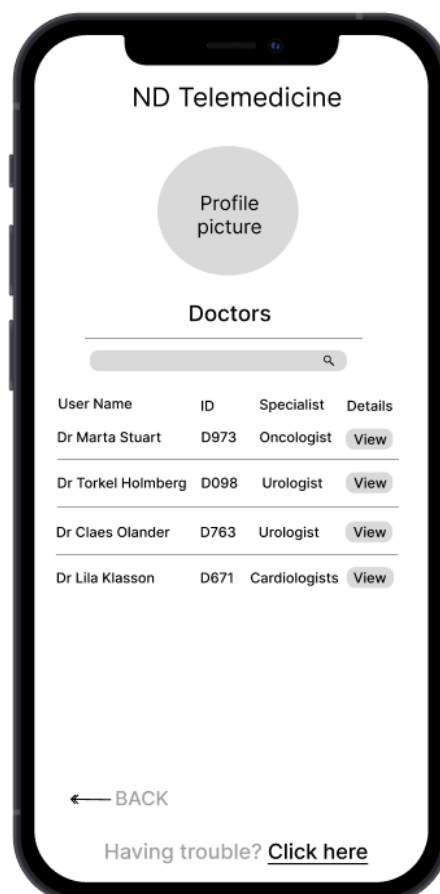 ND Telemedicine
Profile
picture
Doctors
User Name ID Specialist Details
Dr Marta Stuart D973 Oncologist View
Dr Torkel Holmberg D098 Urologist View
Dr Claes Olander D763 Urologist View
Dr Lila Klasson D671 Cardiologists View
BACK
Having trouble? Click here